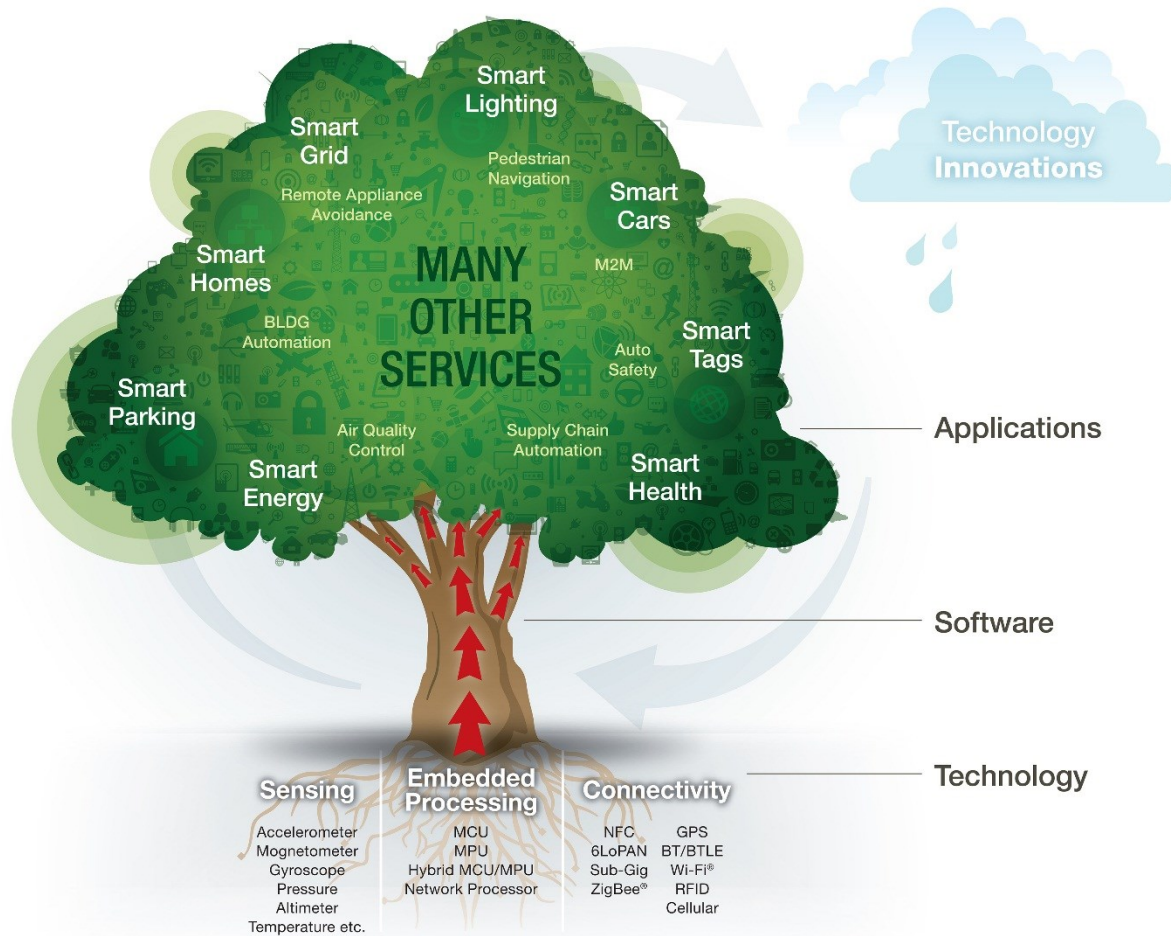 Smart
Lighting
Smart
Grid
Pedestrian
Navigation
Remote Appliance
Avoidance
Smart
Cars
Technology
Innovations
Smart
Homes
MANY
OTHER
SERVICES
M2M
BLDG
Automation
Smart
Tags
Auto
Safety
Smart
Parking
Air Quality
Control
Supply Chain
Automation
Smart
Energy
Smart
Health
Applications
Software
Technology
Sensing
Accelerometer
Mognetometer
Gyroscope
Pressure
Altimeter
Temperature etc.
Embedded
Processing
MCU
MPU
Hybrid MCU/MPU
Network Processor
Connectivity
NFC
6LoPAN
Sub-Gig
ZigBee®
GPS
BT/BTLE
Wi-Fi®
RFID
Cellular